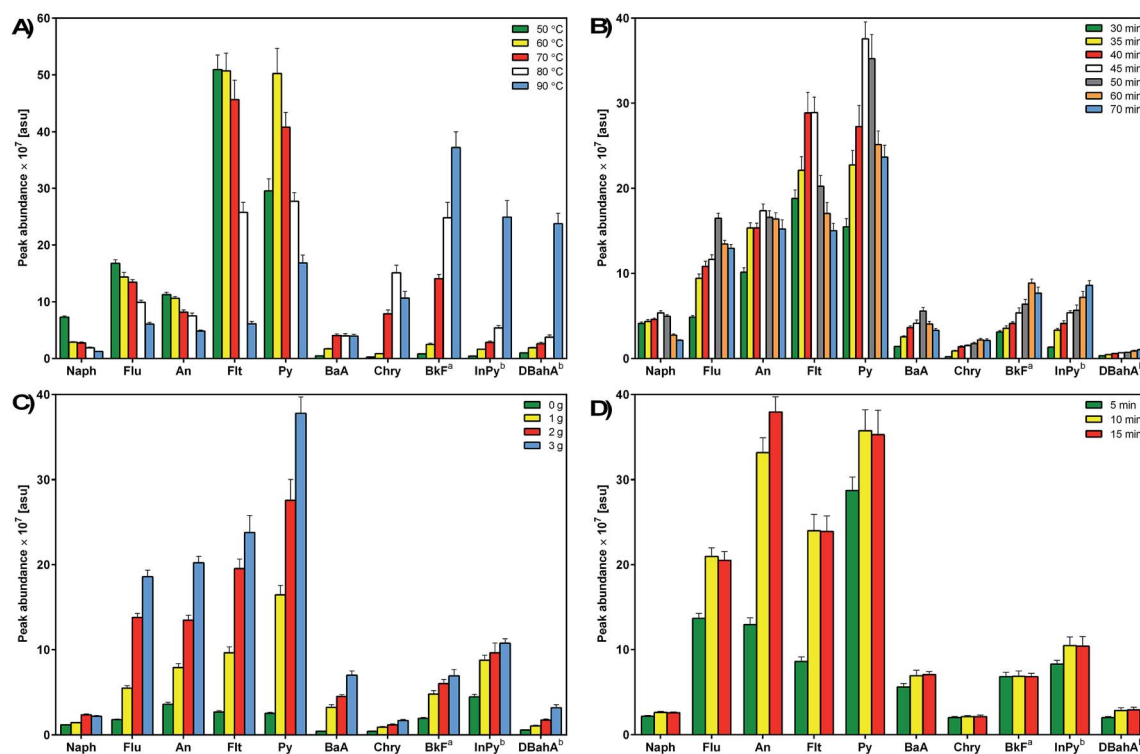 A)
60
50
40
30
20
10
0
Peak abundance × 10⁷ [asu]
50 °C
60 °C
70 °C
80 °C
90 °C
Naph Flu An Flt Py BaA Chry BkFᵃ InPyᵇ DBahAᵇ
B)
40
30
20
10
0
Peak abundance × 10⁷ [asu]
30 min
35 min
40 min
45 min
50 min
60 min
70 min
Naph Flu An Flt Py BaA Chry BkFᵃ InPyᵇ DBahAᵇ
C)
40
30
20
10
0
Peak abundance × 10⁷ [asu]
0 g
1 g
2 g
3 g
Naph Flu An Flt Py BaA Chry BkFᵃ InPyᵇ DBahAᵇ
D)
40
30
20
10
0
Peak abundance × 10⁷ [asu]
5 min
10 min
15 min
Naph Flu An Flt Py BaA Chry BkFᵃ InPyᵇ DBahAᵇ